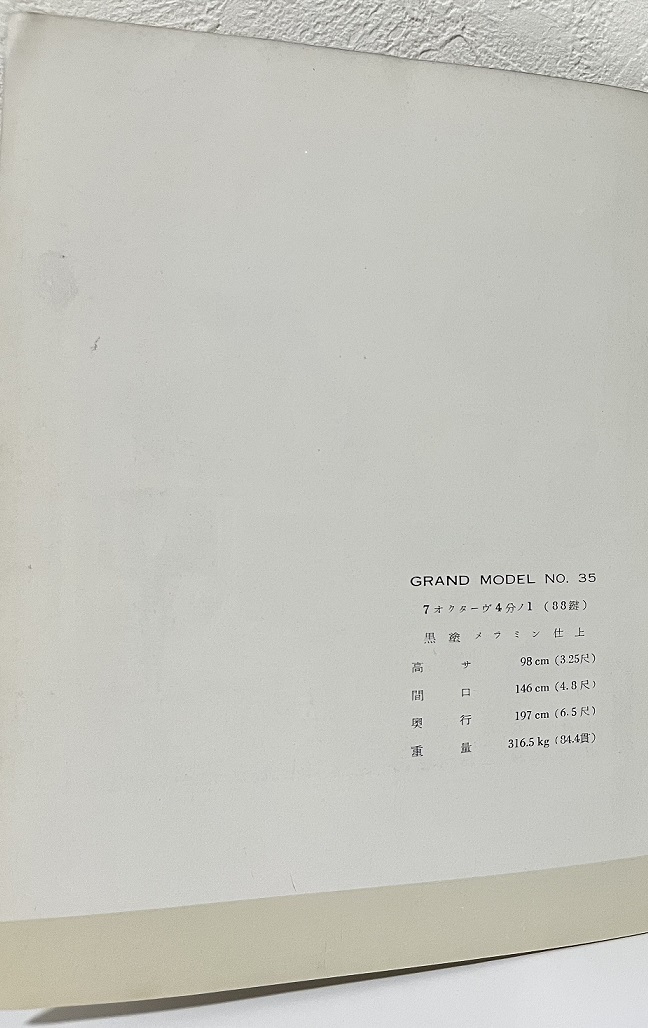 GRAND MODEL NO. 35
7オクターヴ4分ノ1 (88鍵)
黒塗メラミン仕上
高サ 98 cm (3.25尺)
間口 146 cm (4.8尺)
奥行 197 cm (6.5尺)
重量 316.5 kg (84.4貫)